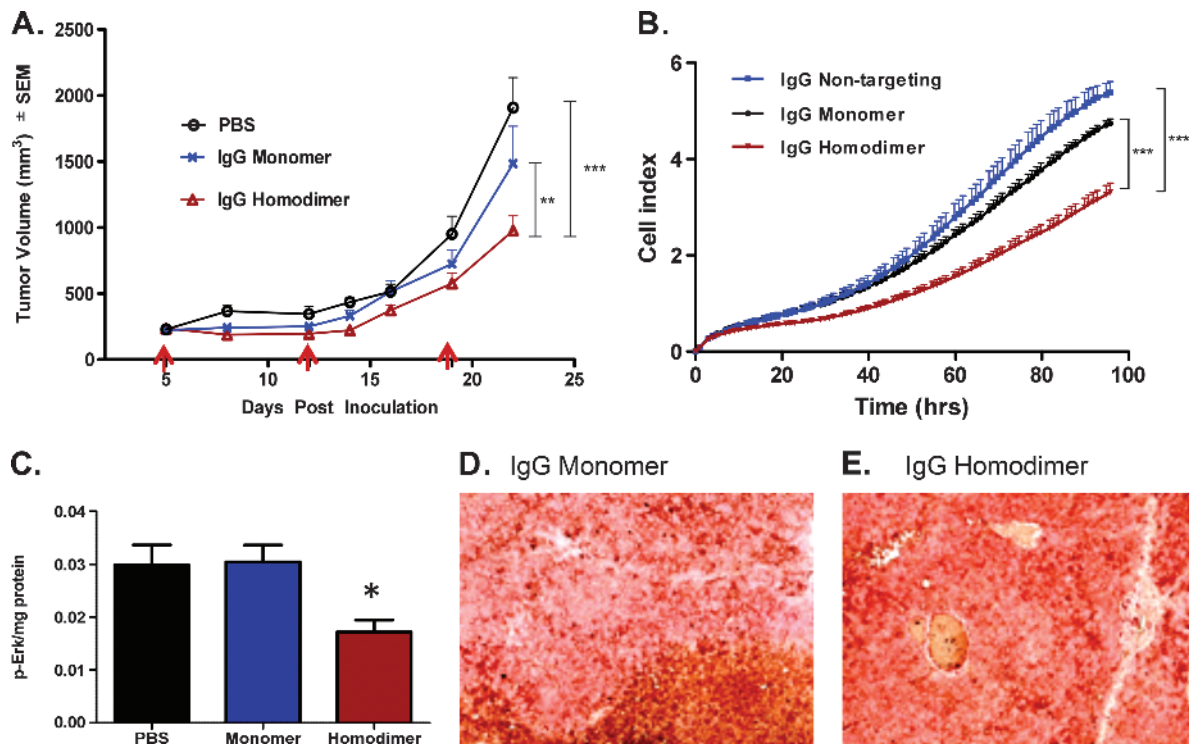 A.
Tumor Volume (mm³) ± SEM
2500
2000
1500
1000
500
0
PBS
IgG Monomer
IgG Homodimer
**
***
5
10
15
20
25
Days Post Inoculation
B.
Cell index
6
4
2
0
IgG Non-targeting
IgG Monomer
IgG Homodimer
***
***
0
20
40
60
80
100
Time (hrs)
C.
p-Erk/mg protein
0.04
0.03
0.02
0.01
0.00
*
PBS
Monomer
Homodimer
D. IgG Monomer
E. IgG Homodimer